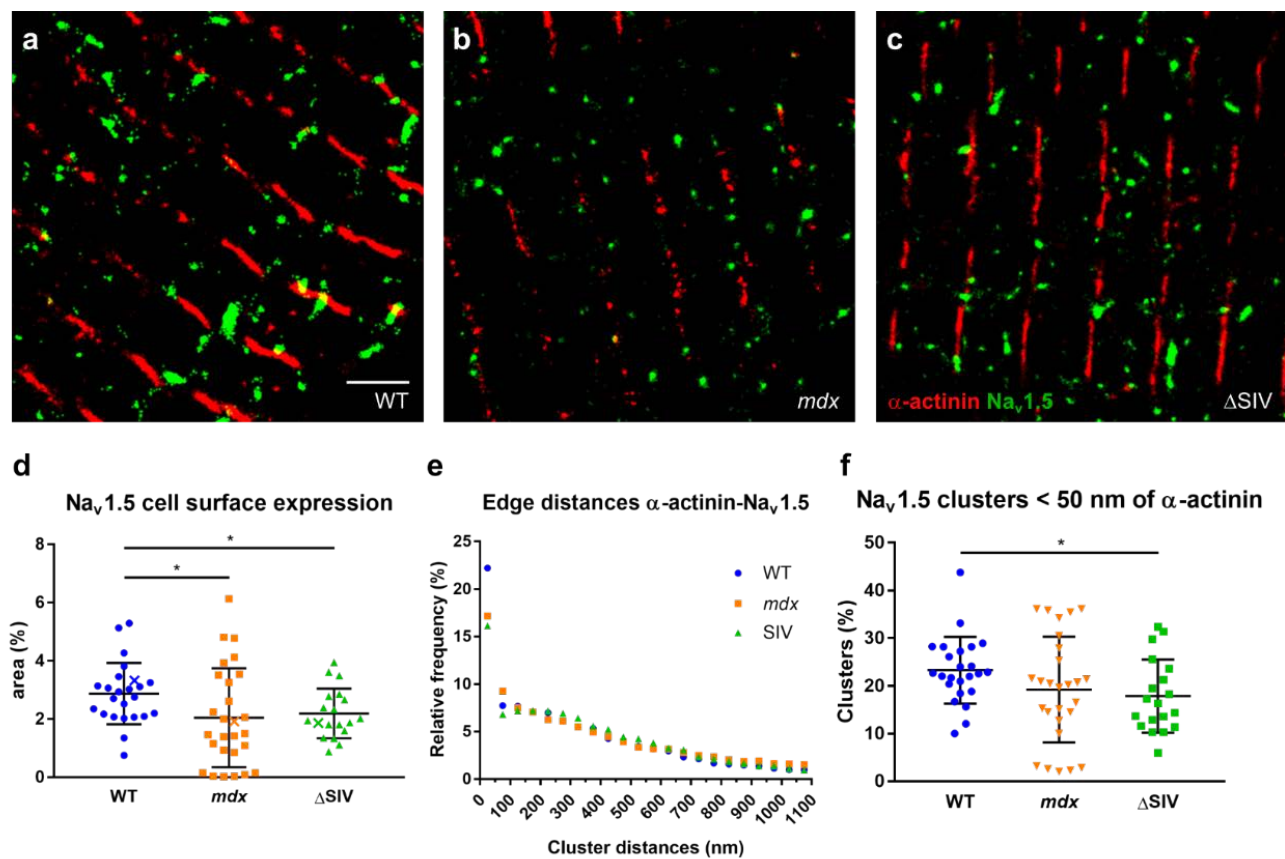 a
b
c
WT
mdx
α-actinin Naᵥ1.5
ΔSIV
d
e
f
Naᵥ1.5 cell surface expression
Edge distances α-actinin-Naᵥ1.5
Naᵥ1.5 clusters < 50 nm of α-actinin
area (%)
8
6
4
2
0
*
*
WT
mdx
ΔSIV
Relative frequency (%)
25
20
15
10
5
0
WT
mdx
SIV
0
100
200
300
400
500
600
700
800
900
1000
1100
Cluster distances (nm)
Clusters (%)
50
40
30
20
10
0
*
WT
mdx
ΔSIV